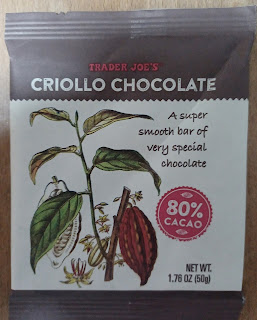 TRADER JOE'S
CRIOLLO CHOCOLATE
A super
smooth bar of
very special
chocolate
80%
CACAO
NET WT.
1.76 OZ (50g)